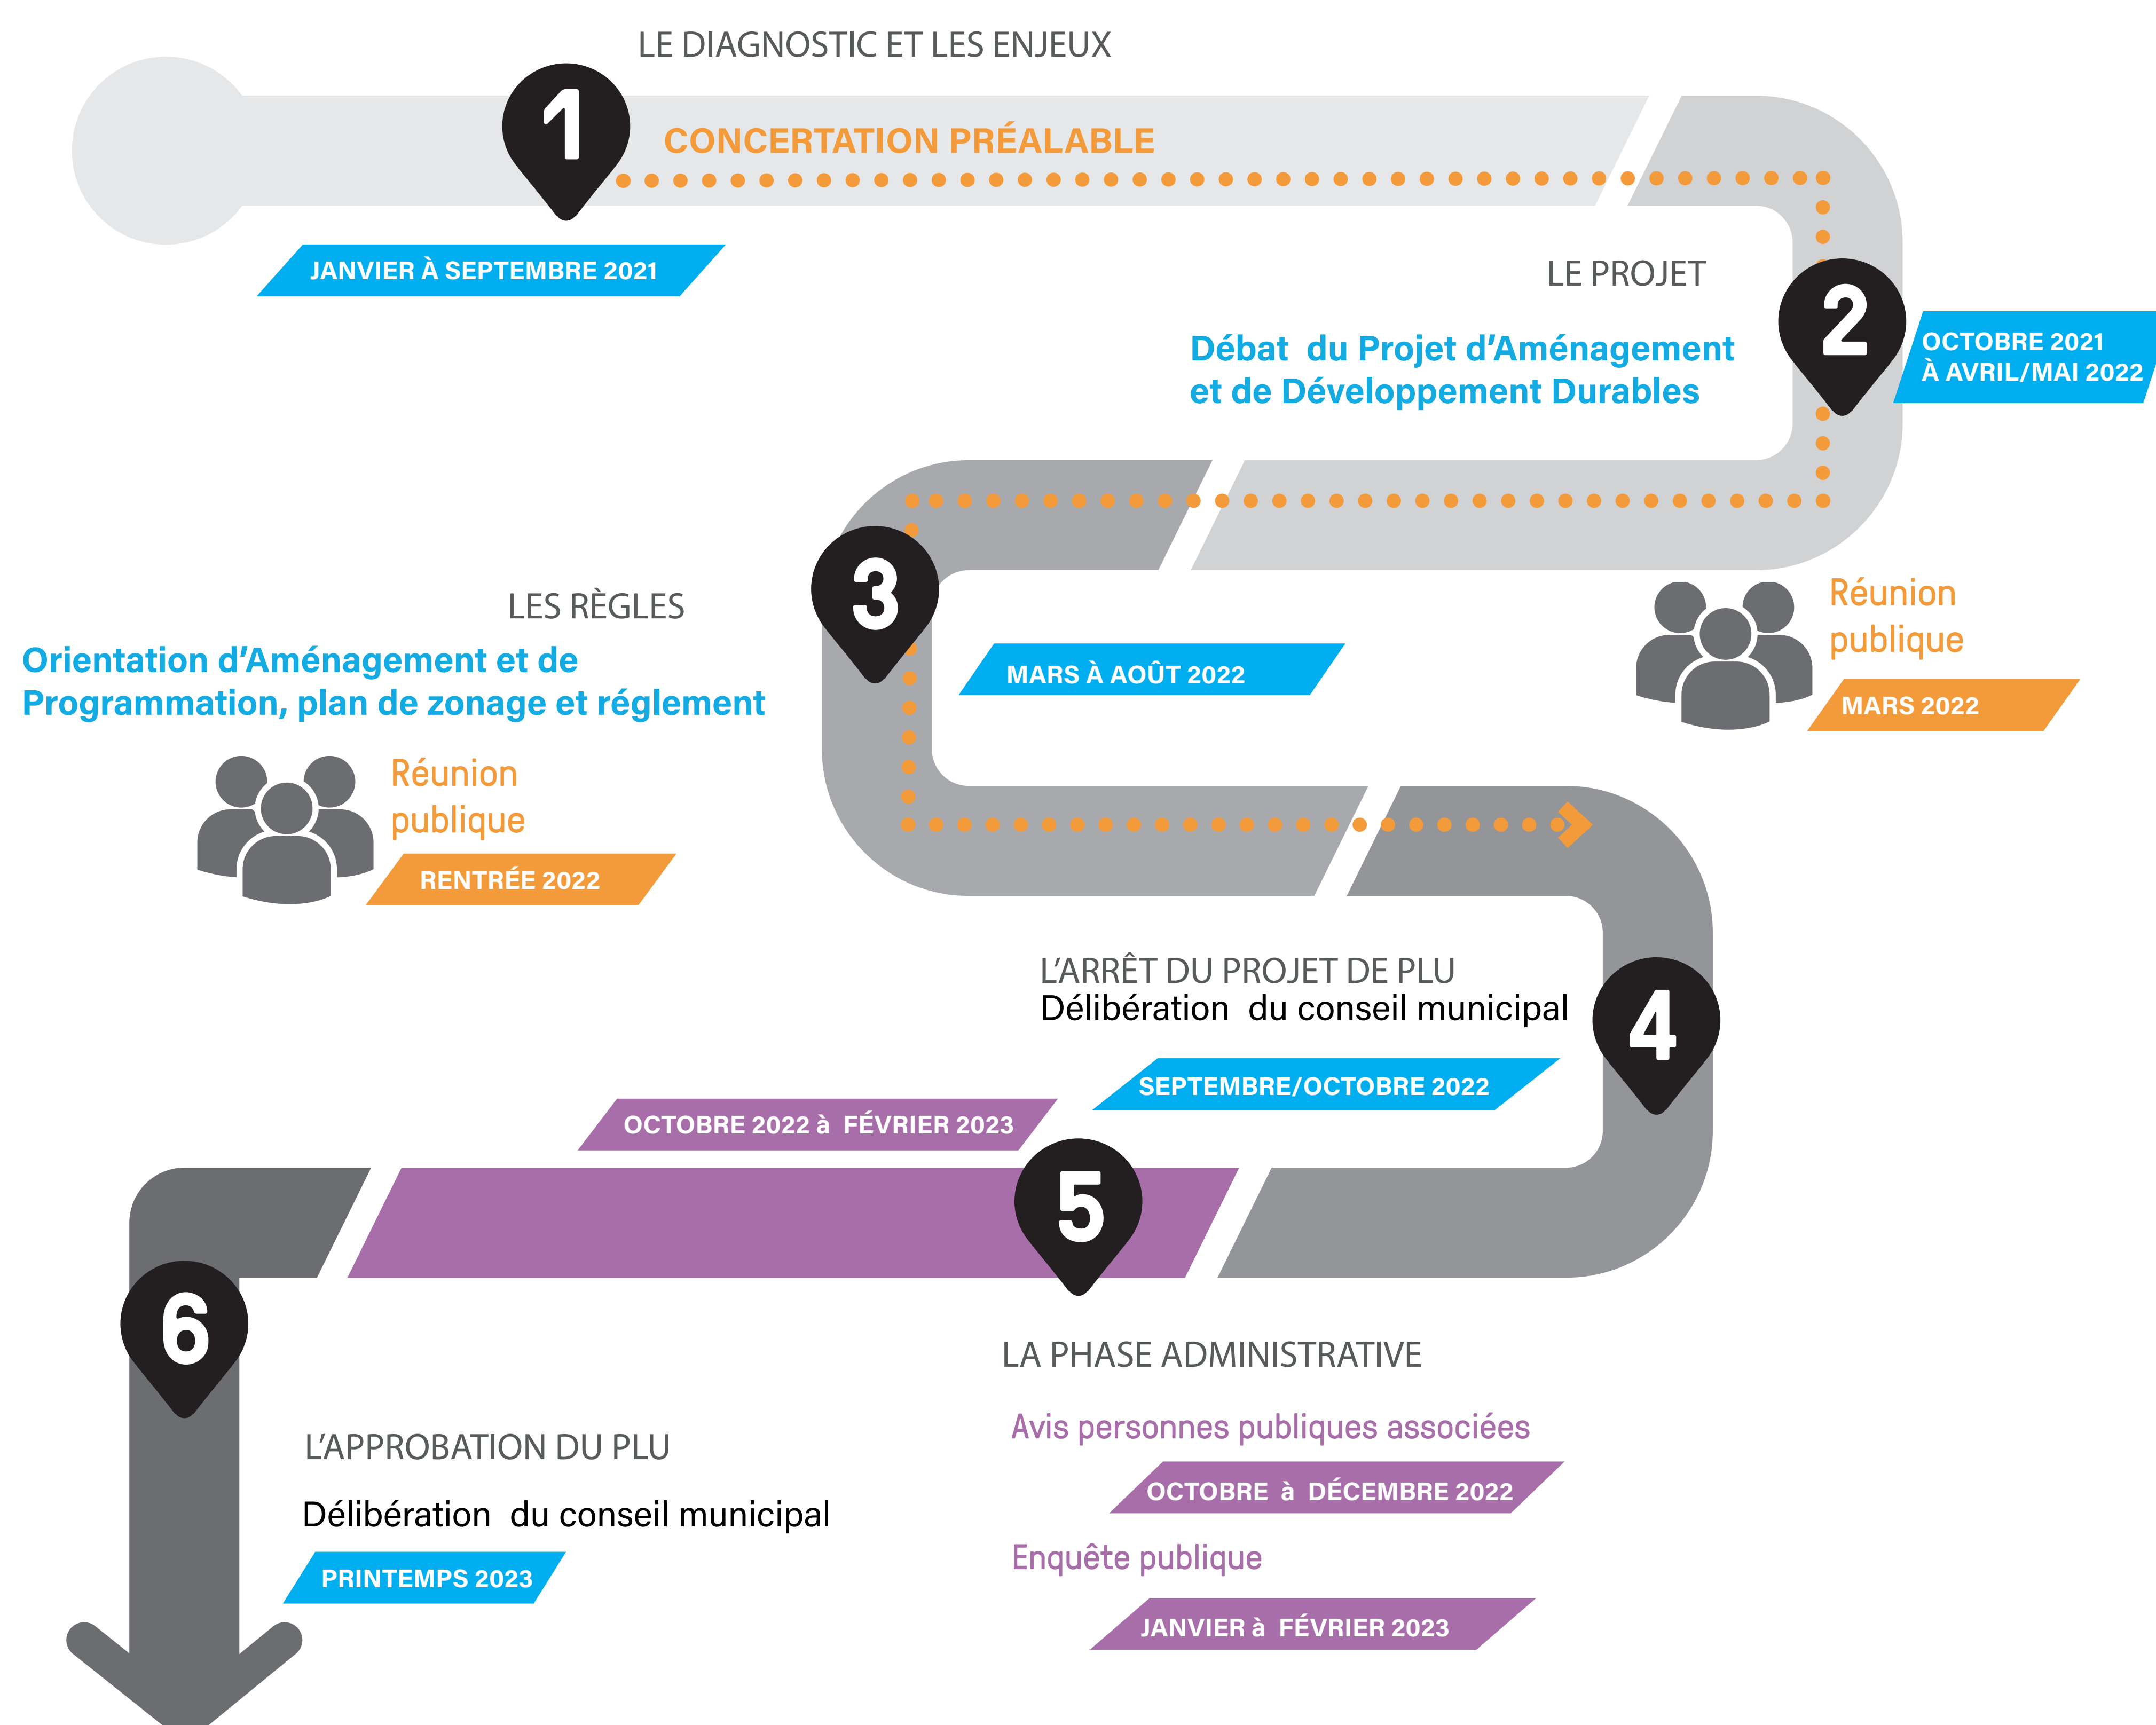 LE DIAGNOSTIC ET LES ENJEUX
1
CONCERTATION PRÉALABLE
JANVIER À SEPTEMBRE 2021
LE PROJET
2
Débat du Projet d'Aménagement
et de Développement Durables
OCTOBRE 2021
À AVRIL/MAI 2022
3
LES RÈGLES
Orientation d'Aménagement et de
Programmation, plan de zonage et réglement
MARS À AOÛT 2022
Réunion
publique
MARS 2022
Réunion
publique
RENTRÉE 2022
L'ARRÊT DU PROJET DE PLU
Délibération du conseil municipal
4
SEPTEMBRE/OCTOBRE 2022
OCTOBRE 2022 à FÉVRIER 2023
5
LA PHASE ADMINISTRATIVE
Avis personnes publiques associées
OCTOBRE à DÉCEMBRE 2022
Enquête publique
JANVIER à FÉVRIER 2023
6
L'APPROBATION DU PLU
Délibération du conseil municipal
PRINTEMPS 2023